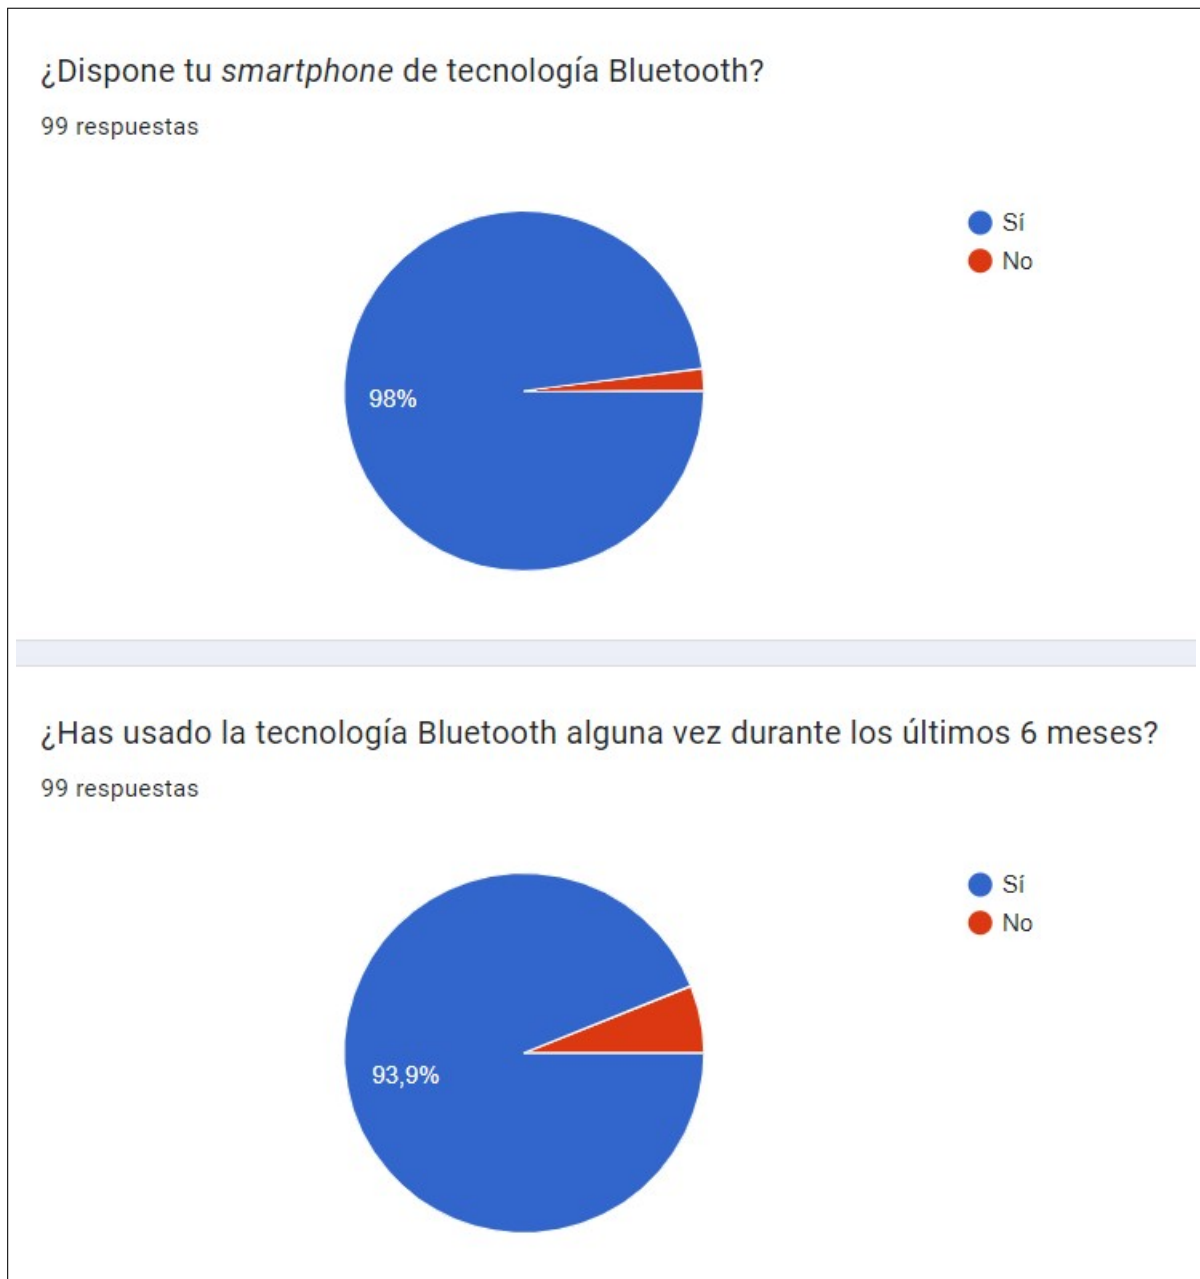 ¿Dispone tu smartphone de tecnología Bluetooth?
99 respuestas
Sí
No
98%
¿Has usado la tecnología Bluetooth alguna vez durante los últimos 6 meses?
99 respuestas
Sí
No
93,9%